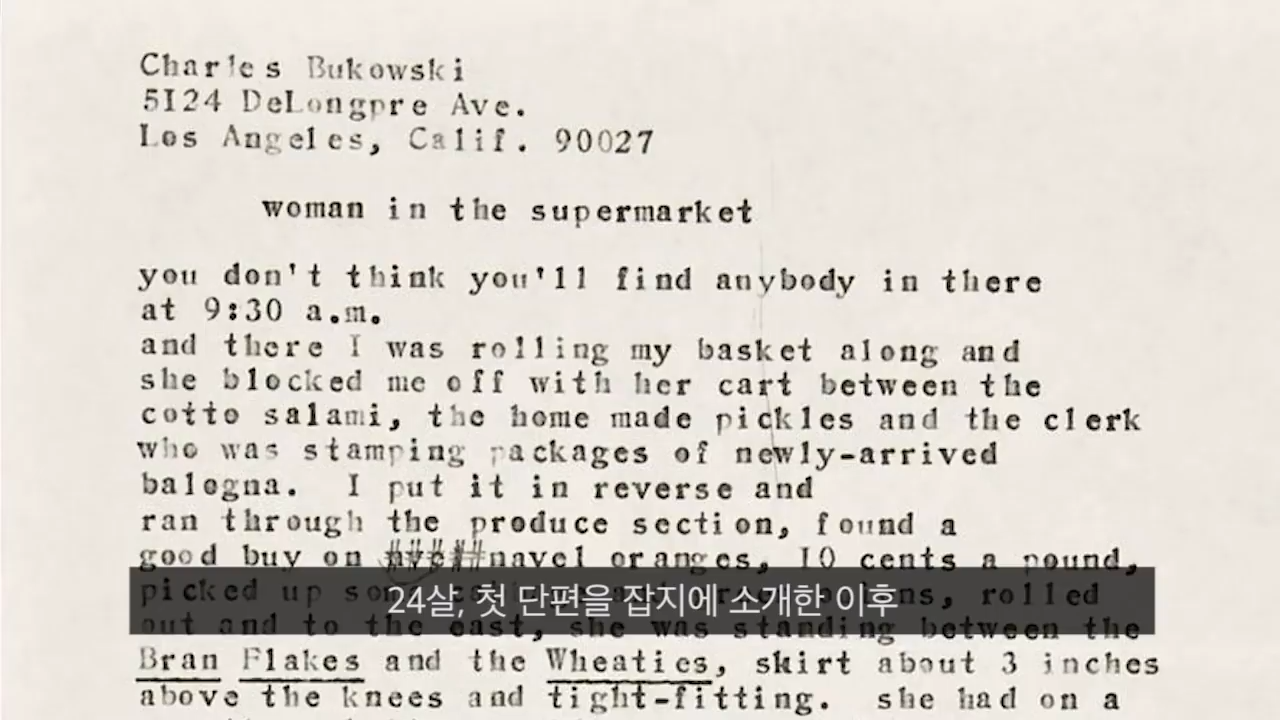 Charles Bukowski
5124 DeLongpre Ave.
Los Angeles, Calif. 90027
woman in the supermarket
you don't think you'll find anybody in there
at 9:30 a.m.
and there I was rolling my basket along and
she blocked me off with her cart between the
cotto salami, the home made pickles and the clerk
who was stamping packages of newly-arrived
balogna. I put it in reverse and
ran through the produce section, found a
good buy on navel oranges, 10 cents a pound,
picked up rolled
24살, 첫 단편을 잡지에 소개한 이후
out and to the east, she was standing between the
Bran Flakes and the Wheaties, skirt about 3 inches
above the knees and tight-fitting. she had on a